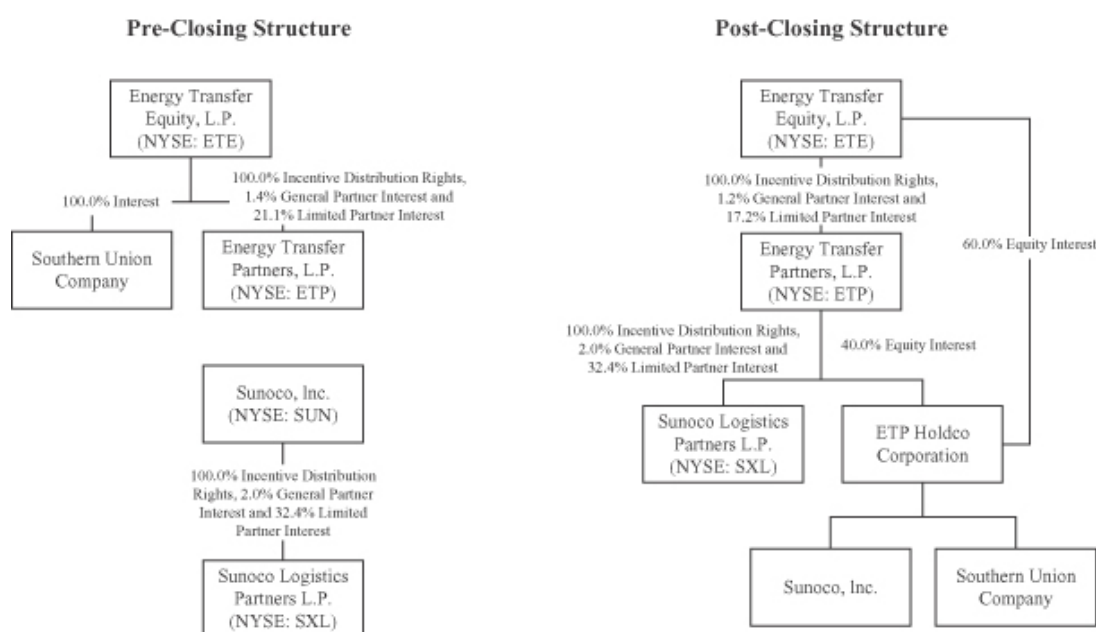 Pre-Closing Structure
Energy Transfer
Equity, L.P.
(NYSE: ETE)
100.0% Interest
100.0% Incentive Distribution Rights,
1.4% General Partner Interest and
21.1% Limited Partner Interest
Southern Union
Company
Energy Transfer
Partners, L.P.
(NYSE: ETP)
Sunoco, Inc.
(NYSE: SUN)
100.0% Incentive Distribution
Rights, 2.0% General Partner
Interest and 32.4% Limited
Partner Interest
Sunoco Logistics
Partners L.P.
(NYSE: SXL)
Post-Closing Structure
Energy Transfer
Equity, L.P.
(NYSE: ETE)
100.0% Incentive Distribution Rights,
1.2% General Partner Interest and
17.2% Limited Partner Interest
60.0% Equity Interest
Energy Transfer
Partners, L.P.
(NYSE: ETP)
100.0% Incentive Distribution Rights,
2.0% General Partner Interest and
32.4% Limited Partner Interest
40.0% Equity Interest
Sunoco Logistics
Partners L.P.
(NYSE: SXL)
ETP Holdco
Corporation
Sunoco, Inc.
Southern Union
Company